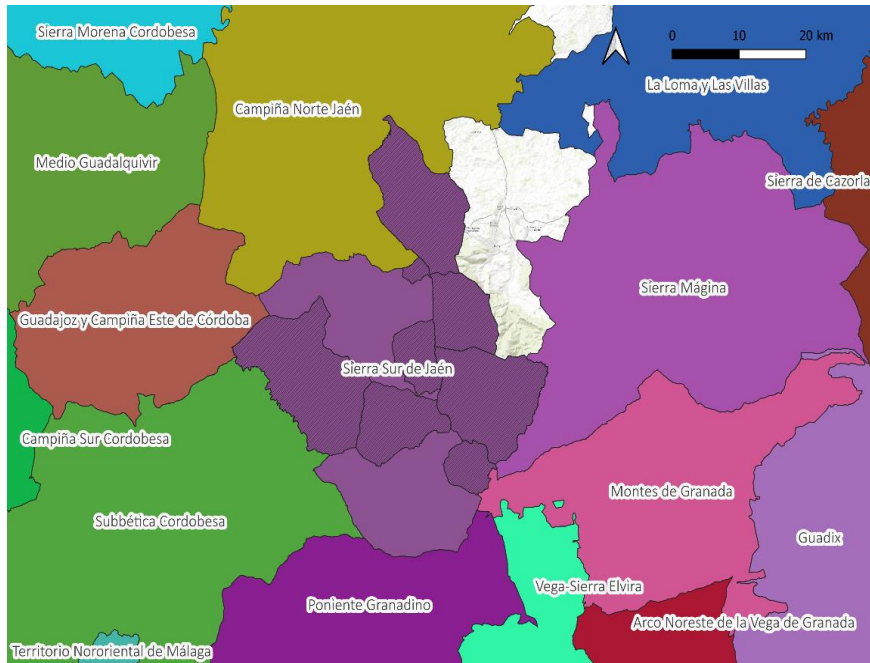 Sierra Morena Cordobesa
0 10 20 km
La Loma y Las Villas
Campiña Norte Jaén
Medio Guadalquivir
Sierra de Cazorla
Sierra Mágina
Guadajoz y Campiña Este de Córdoba
Sierra Sur de Jaén
Campiña Sur Cordobesa
Montes de Granada
Subbética Cordobesa
Guadix
Vega-Sierra Elvira
Poniente Granadino
Arco Noreste de la Vega de Granada
Territorio Nororiental de Málaga